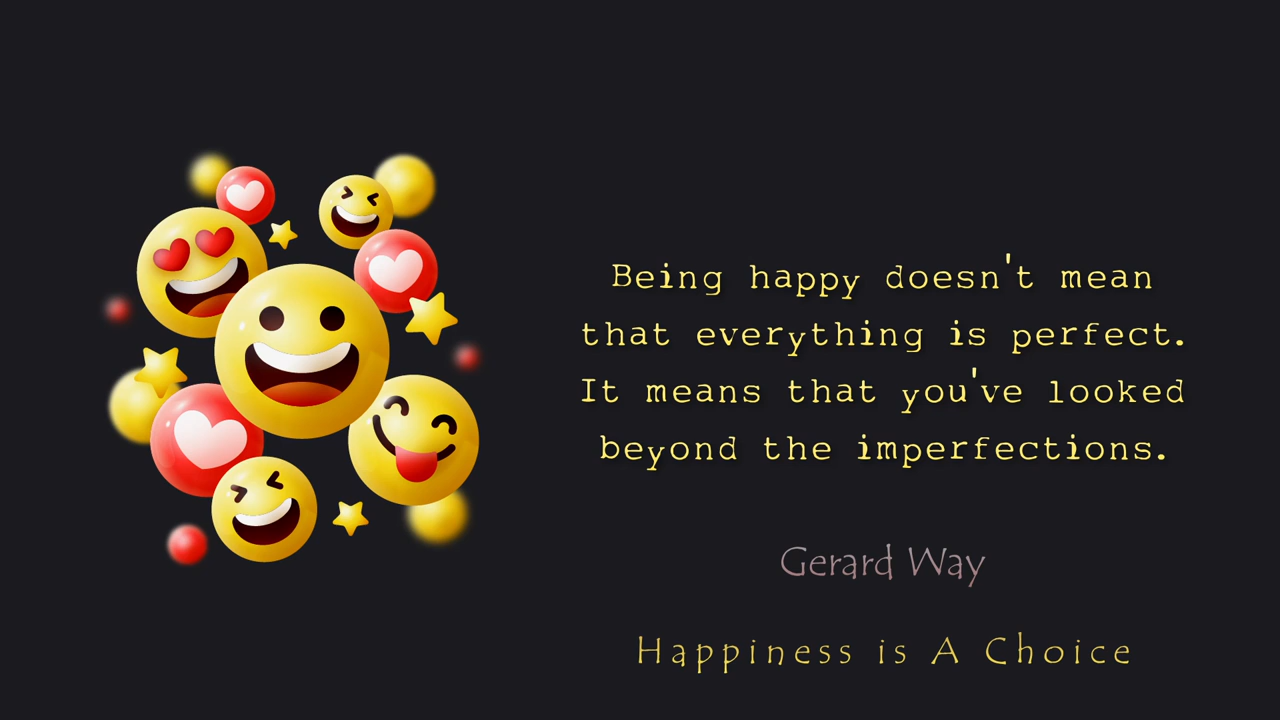 Being happy doesn't mean
that everything is perfect.
It means that you've looked
beyond the imperfections.
Gerard Way
Happiness is A Choice